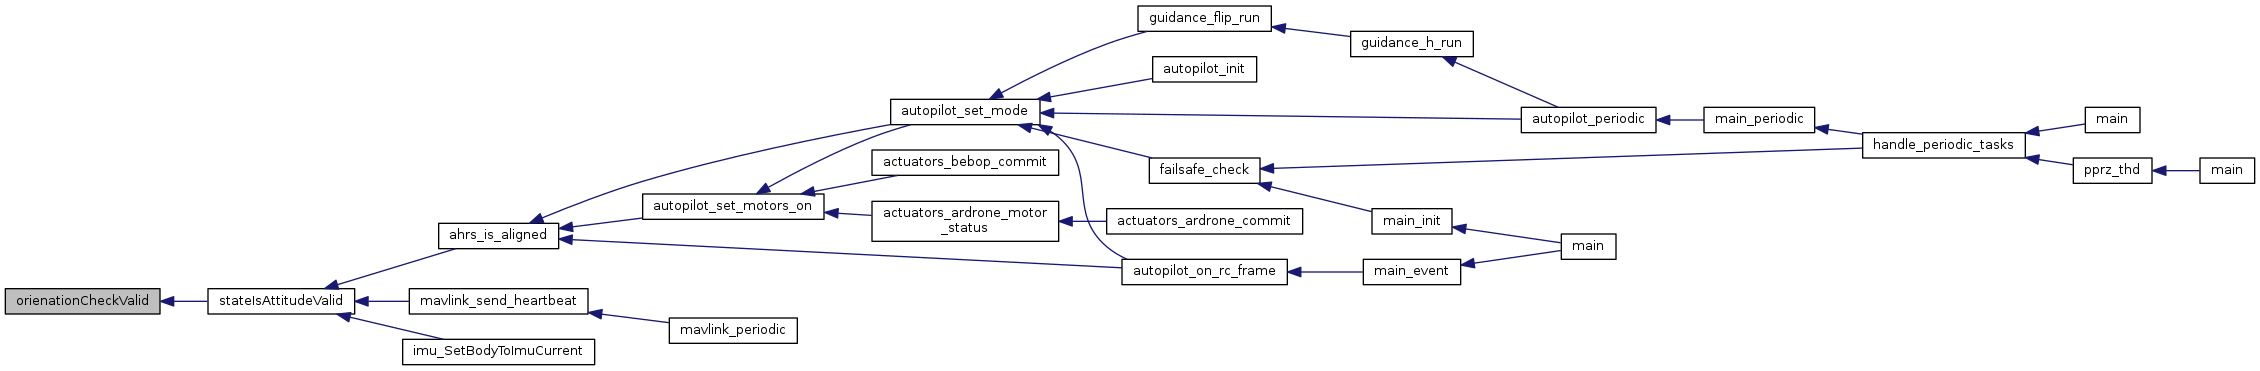 guidance_flip_run
guidance_h_run
autopilot_init
autopilot_set_mode
autopilot_periodic
main_periodic
main
handle_periodic_tasks
actuators_bebop_commit
failsafe_check
pprz_thd
main
autopilot_set_motors_on
actuators_ardrone_motor
_status
actuators_ardrone_commit
main_init
ahrs_is_aligned
main
autopilot_on_rc_frame
main_event
orienationCheckValid
stateIsAttitudeValid
mavlink_send_heartbeat
mavlink_periodic
imu_SetBodyToImuCurrent